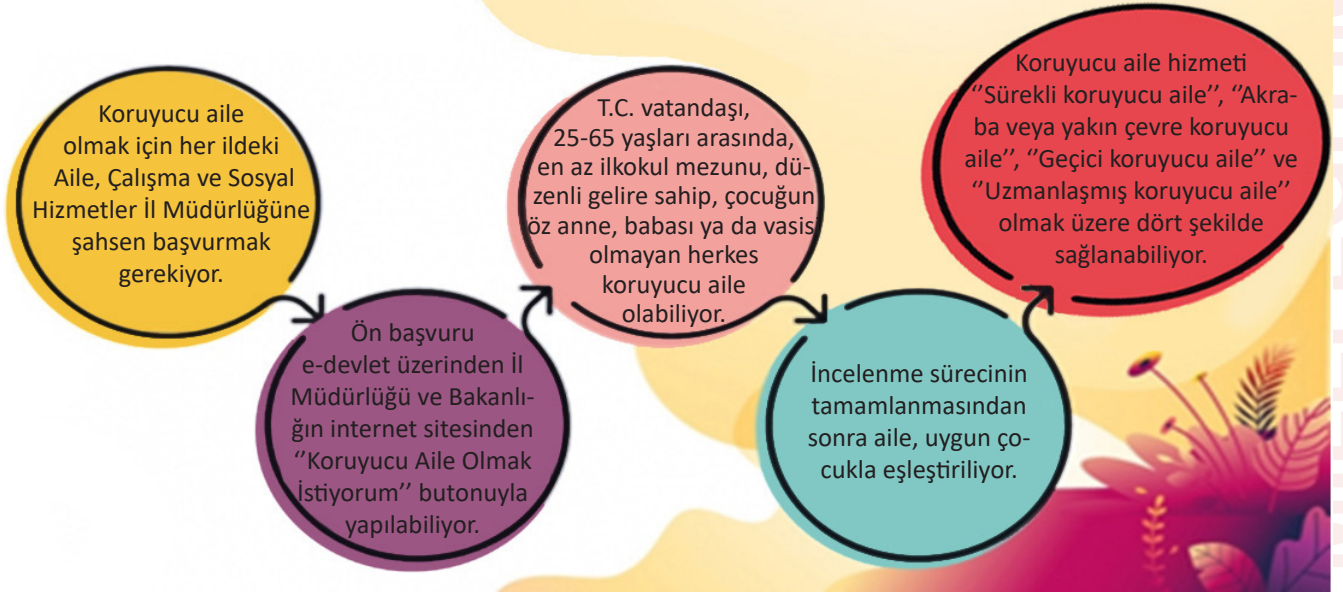 Koruyucu aile
olmak için her ildeki
Aile, Çalışma ve Sosyal
Hizmetler İl Müdürlüğüne
şahsen başvurmak
gerekiyor.
Ön başvuru
e-devlet üzerinden İl
Müdürlüğü ve Bakanlı-
ğın internet sitesinden
‘‘Koruyucu Aile Olmak
İstiyorum’’ butonuyla
yapılabiliyor.
T.C. vatandaşı,
25-65 yaşları arasında,
en az ilkokul mezunu, dü-
zenli gelire sahip, çocuğun
öz anne, babası ya da vasisi
olmayan herkes
koruyucu aile
olabiliyor.
İncelenme sürecinin
tamamlanmasından
sonra aile, uygun ço-
cukla eşleştiriliyor.
Koruyucu aile hizmeti
‘‘Sürekli koruyucu aile’’, ‘‘Akra-
ba veya yakın çevre koruyucu
aile’’, ‘‘Geçici koruyucu aile’’ ve
‘‘Uzmanlaşmış koruyucu aile’’
olmak üzere dört şekilde
sağlanabiliyor.